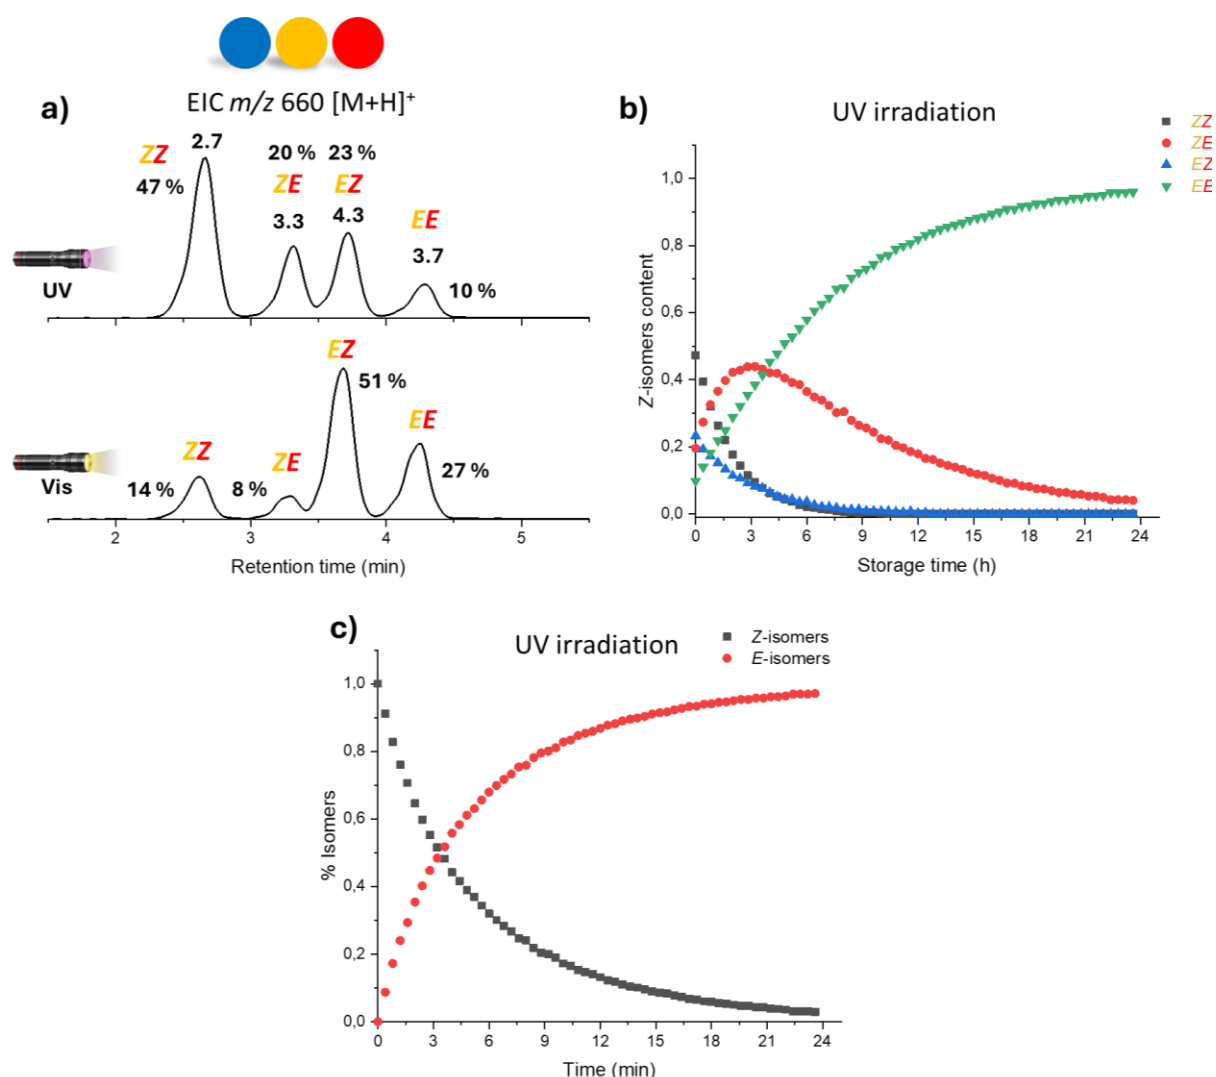 a)
EIC m/z 660 [M+H]+
ZZ
2.7
47 %
20 %
23 %
ZE
EZ
3.3
4.3
EE
3.7
10 %
UV
EZ
51 %
EE
ZZ
ZE
14 %
8 %
27 %
Vis
2
3
4
5
Retention time (min)
b)
UV irradiation
ZZ
ZE
EZ
EE
1,0
0,8
0,6
0,4
0,2
0,0
Z-isomers content
0 3 6 9 12 15 18 21 24
Storage time (h)
c)
UV irradiation
Z-isomers
E-isomers
1,0
0,8
0,6
0,4
0,2
0,0
% Isomers
0 3 6 9 12 15 18 21 24
Time (min)